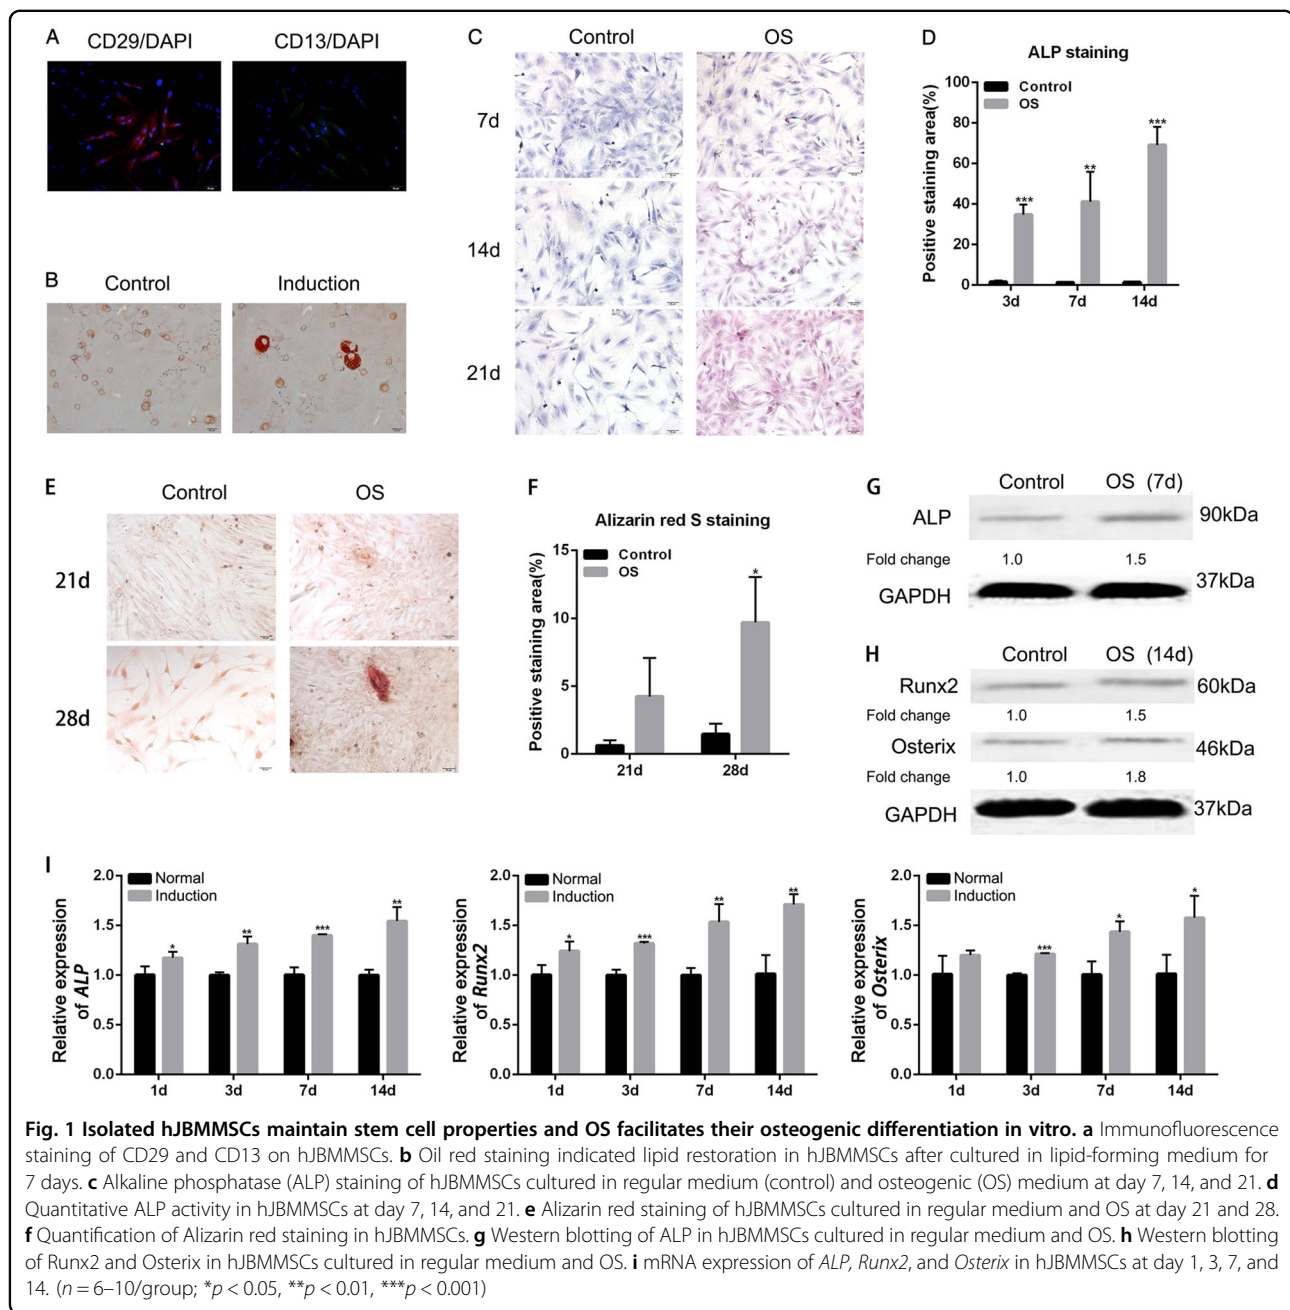 A
CD29/DAPI CD13/DAPI
B
Control Induction
C
Control OS
7d
14d
21d
D
ALP staining
Control
OS
Positive staining area(%)
100
80
60
40
20
0
*** ** ***
3d 7d 14d
E
Control OS
21d
28d
F
Alizarin red S staining
Control
OS
Positive staining area(%)
15
10
5
0
*
21d 28d
G
Control OS (7d)
ALP 90kDa
Fold change 1.0 1.5
GAPDH 37kDa
H
Control OS (14d)
Runx2 60kDa
Fold change 1.0 1.5
Osterix 46kDa
Fold change 1.0 1.8
GAPDH 37kDa
I
Relative expression
of ALP
2.0
1.5
1.0
0.5
0.0
Normal
Induction
* ** *** **
1d 3d 7d 14d
Relative expression
of Runx2
2.0
1.5
1.0
0.5
0.0
Normal
Induction
* *** ** **
1d 3d 7d 14d
Relative expression
of Osterix
2.0
1.5
1.0
0.5
0.0
Normal
Induction
*** * *
1d 3d 7d 14d
Fig. 1 Isolated hJBMMSCs maintain stem cell properties and OS facilitates their osteogenic differentiation in vitro. a Immunofluorescence
staining of CD29 and CD13 on hJBMMSCs. b Oil red staining indicated lipid restoration in hJBMMSCs after cultured in lipid-forming medium for
7 days. c Alkaline phosphatase (ALP) staining of hJBMMSCs cultured in regular medium (control) and osteogenic (OS) medium at day 7, 14, and 21. d
Quantitative ALP activity in hJBMMSCs at day 7, 14, and 21. e Alizarin red staining of hJBMMSCs cultured in regular medium and OS at day 21 and 28.
f Quantification of Alizarin red staining in hJBMMSCs. g Western blotting of ALP in hJBMMSCs cultured in regular medium and OS. h Western blotting
of Runx2 and Osterix in hJBMMSCs cultured in regular medium and OS. i mRNA expression of ALP, Runx2, and Osterix in hJBMMSCs at day 1, 3, 7, and
14. (n = 6–10/group; *p < 0.05, **p < 0.01, ***p < 0.001)